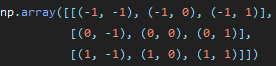 np.array([[(-1, -1), (-1, 0), (-1, 1)],
[(0, -1), (0, 0), (0, 1)],
[(1, -1), (1, 0), (1, 1)]])